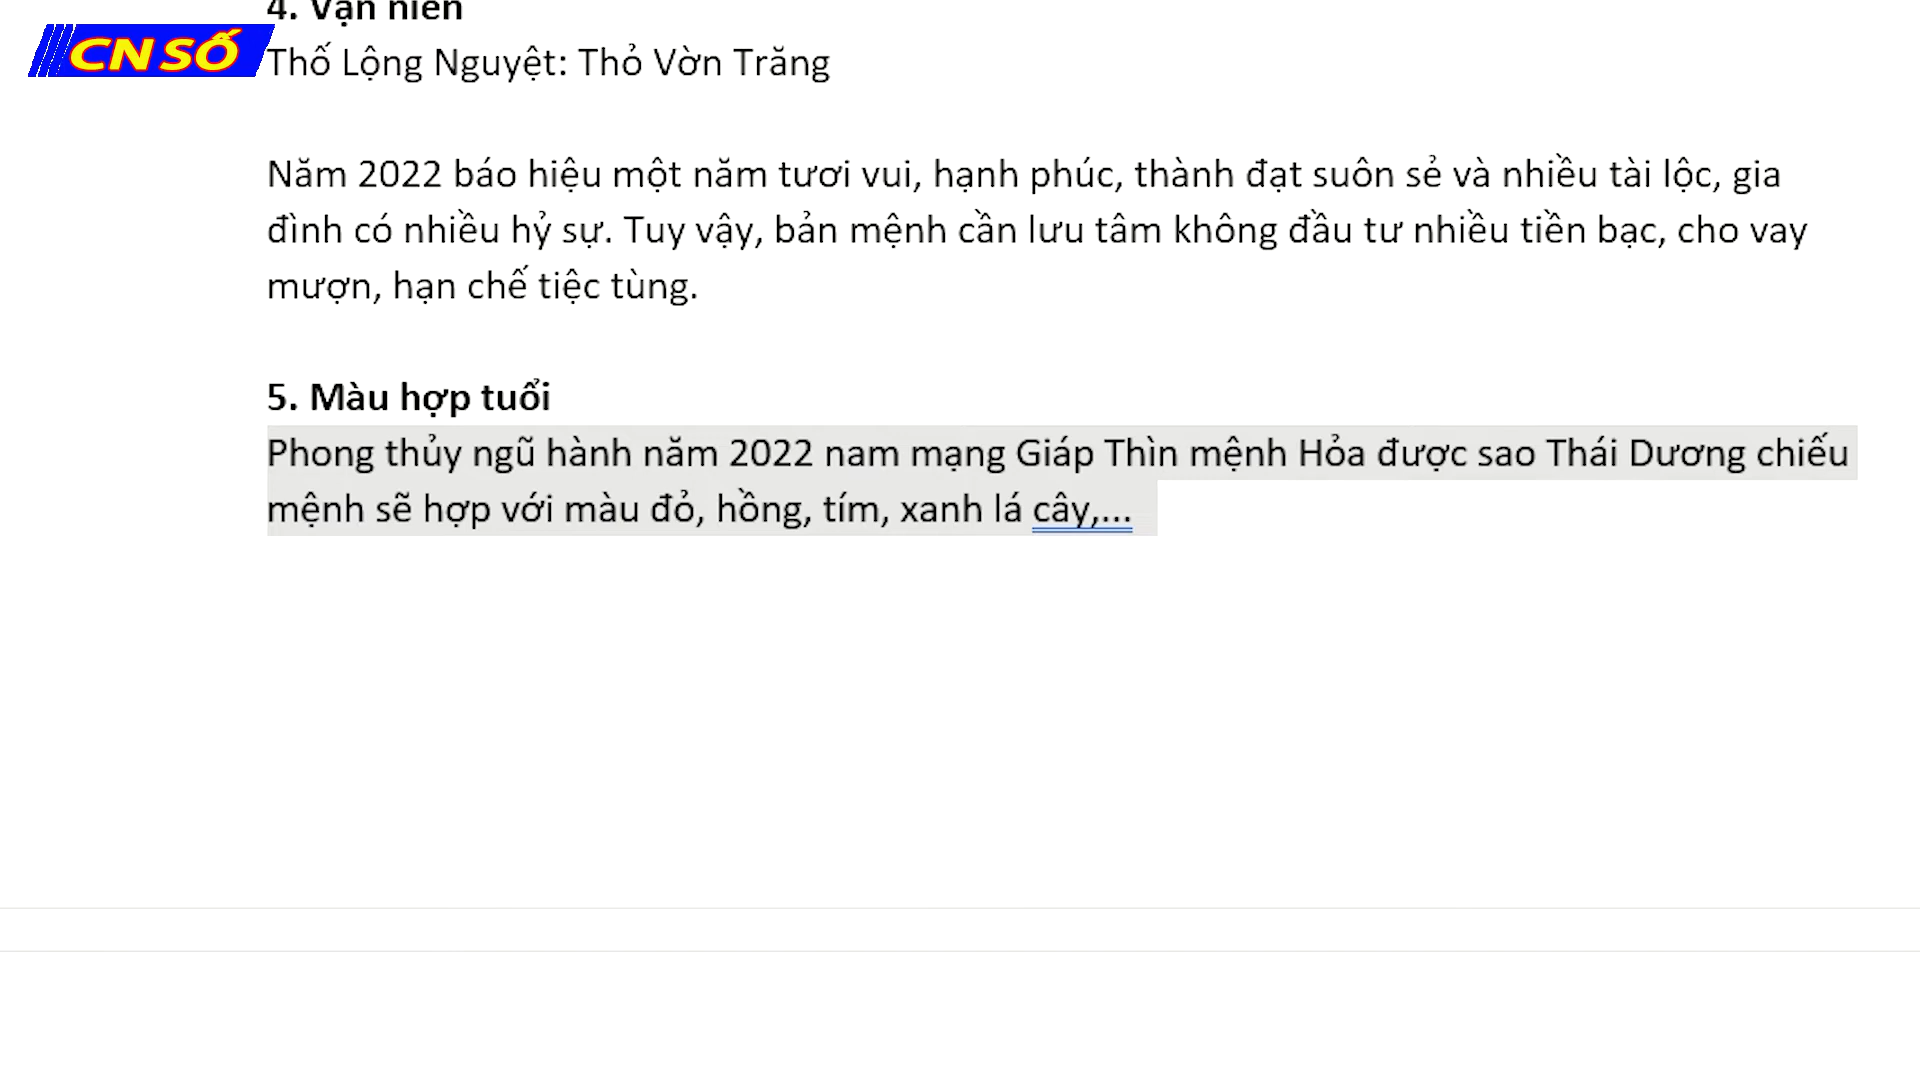 4. Vạn niên
CN SỐ
Thố Lộng Nguyệt: Thỏ Vờn Trăng
Năm 2022 báo hiệu một năm tươi vui, hạnh phúc, thành đạt suôn sẻ và nhiều tài lộc, gia
đình có nhiều hỷ sự. Tuy vậy, bản mệnh cần lưu tâm không đầu tư nhiều tiền bạc, cho vay
mượn, hạn chế tiệc tùng.
5. Màu hợp tuổi
Phong thủy ngũ hành năm 2022 nam mạng Giáp Thìn mệnh Hỏa được sao Thái Dương chiếu
mệnh sẽ hợp với màu đỏ, hồng, tím, xanh lá cây,...